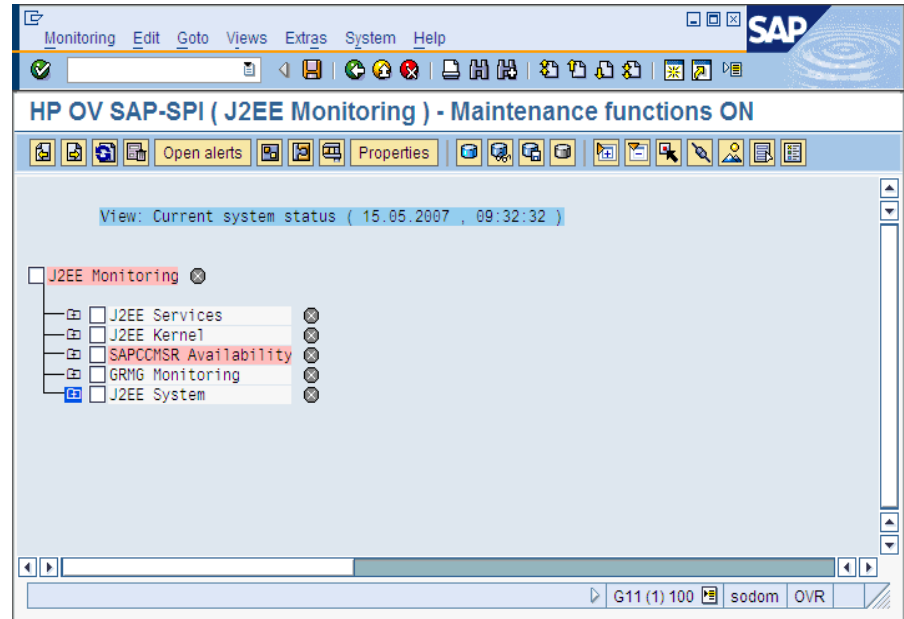 Monitoring Edit Goto Views Extras System Help
SAP
HP OV SAP-SPI ( J2EE Monitoring ) - Maintenance functions ON
Open alerts Properties
View: Current system status ( 15.05.2007 , 09:32:32 )
J2EE Monitoring
J2EE Services
J2EE Kernel
SAPCCMSR Availability
GRMG Monitoring
J2EE System
G11 (1) 100 sodom OVR